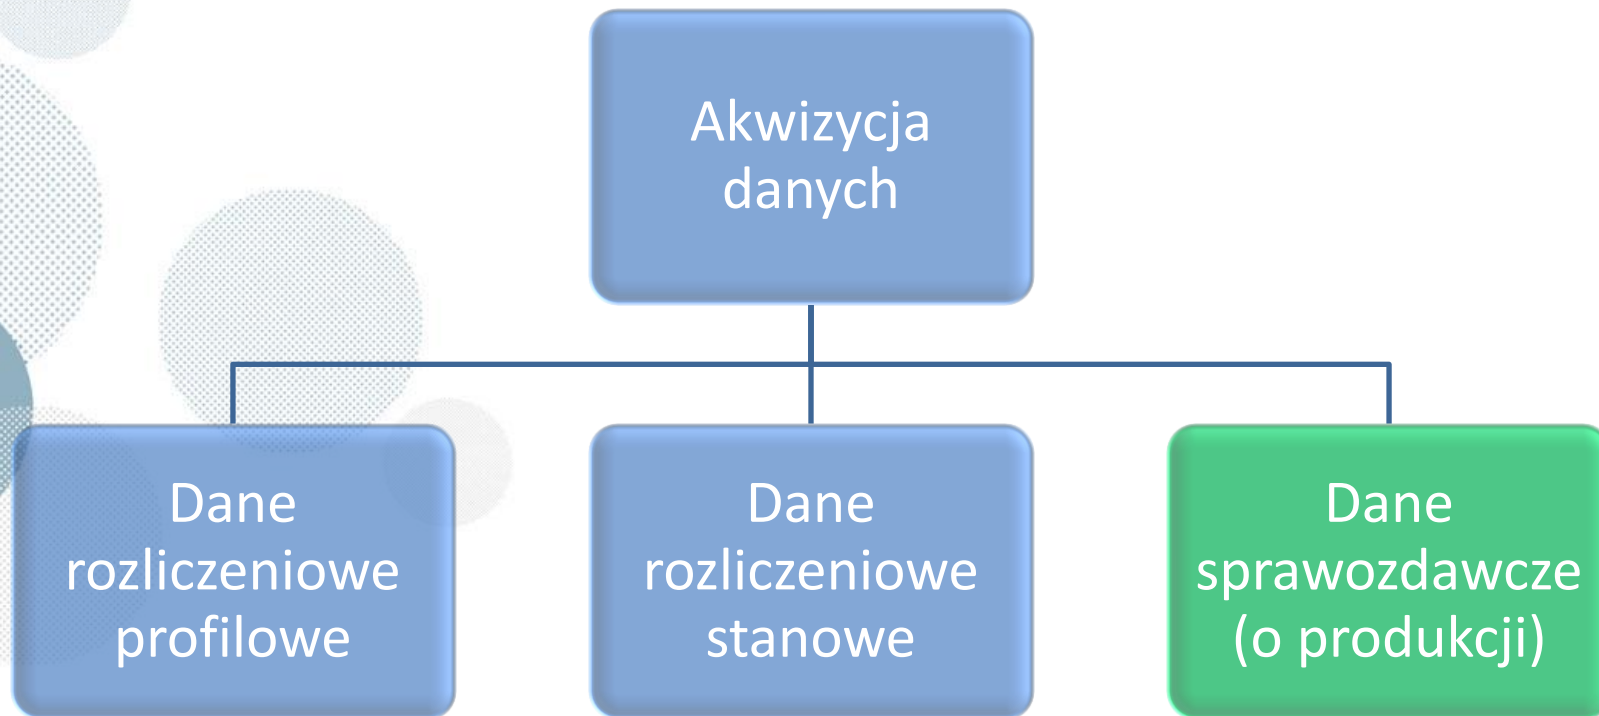 Akwizycja
danych
Dane
rozliczeniowe
profilowe
Dane
rozliczeniowe
stanowe
Dane
sprawozdawcze
(o produkcji)